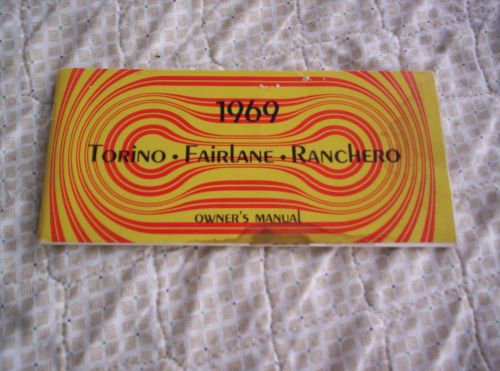 1969
Torino • Fairlane • Ranchero
Owner's Manual